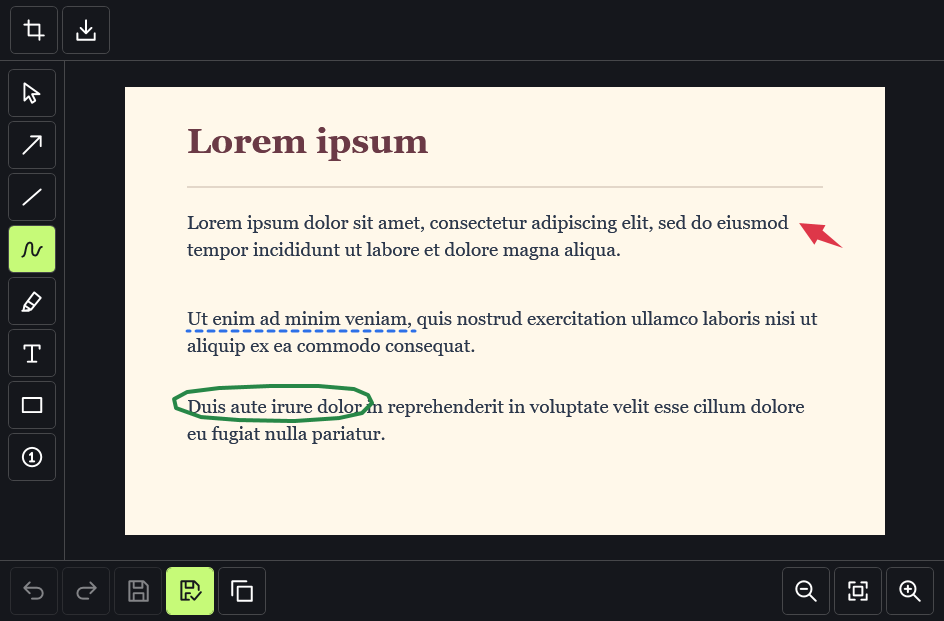 Lorem ipsum
Lorem ipsum dolor sit amet, consectetur adipiscing elit, sed do eiusmod
tempor incididunt ut labore et dolore magna aliqua.
Ut enim ad minim veniam, quis nostrud exercitation ullamco laboris nisi ut
aliquip ex ea commodo consequat.
Duis aute irure dolor in reprehenderit in voluptate velit esse cillum dolore
eu fugiat nulla pariatur.